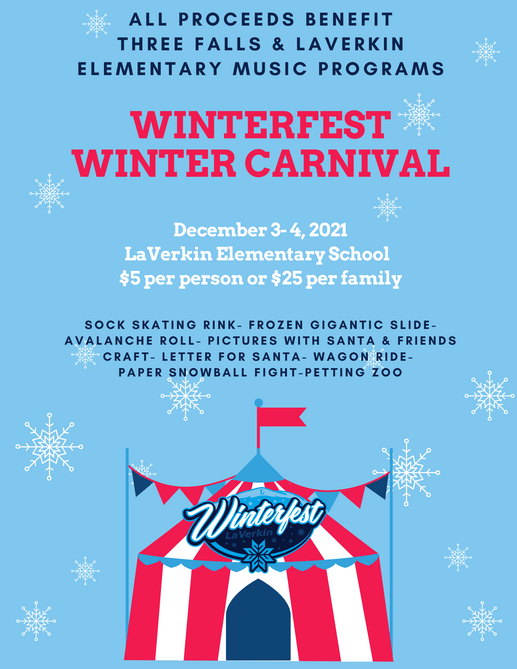 ALL PROCEEDS BENEFIT
THREE FALLS & LAVERKIN
ELEMENTARY MUSIC PROGRAMS
WINTERFEST
WINTER CARNIVAL
December 3-4, 2021
LaVerkin Elementary School
$5 per person or $25 per family
SOCK SKATING RINK- FROZEN GIGANTIC SLIDE-
AVALANCHE ROLL- PICTURES WITH SANTA & FRIENDS
CRAFT- LETTER FOR SANTA- WAGON RIDE-
PAPER SNOWBALL FIGHT-PETTING ZOO
Winterfest
LaVerkin